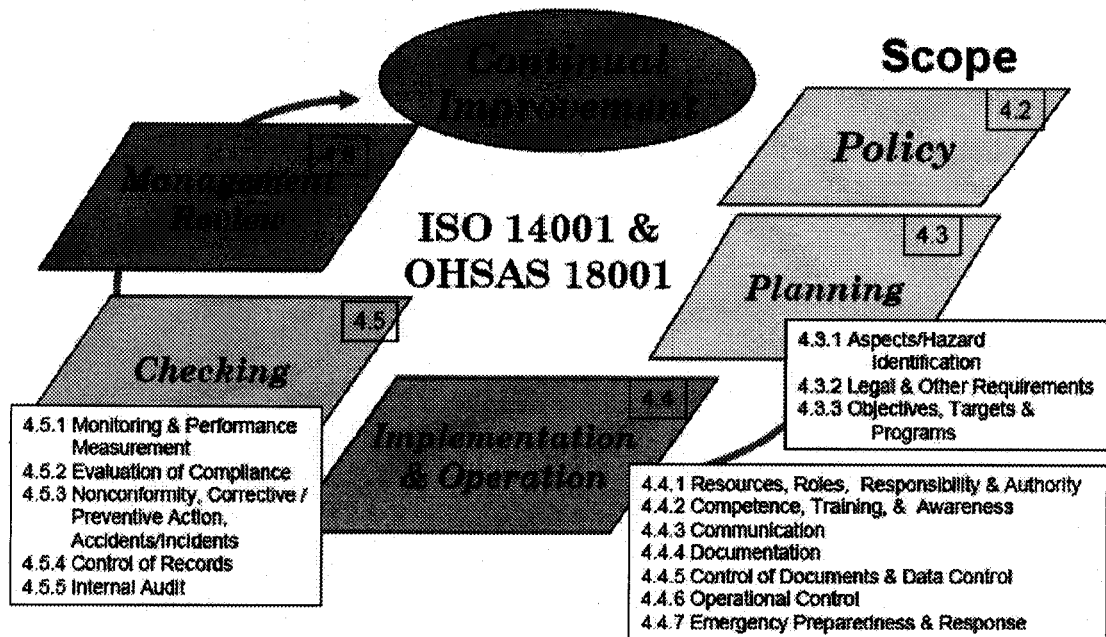 Continual
Improvement
Scope
4.2
Policy
4.6
Management
Review
ISO 14001 &
OHSAS 18001
4.3
Planning
4.3.1 Aspects/Hazard
Identification
4.3.2 Legal & Other Requirements
4.3.3 Objectives, Targets &
Programs
4.5
Checking
4.5.1 Monitoring & Performance
Measurement
4.5.2 Evaluation of Compliance
4.5.3 Nonconformity, Corrective /
Preventive Action,
Accidents/Incidents
4.5.4 Control of Records
4.5.5 Internal Audit
4.4
Implementation
& Operation
4.4.1 Resources, Roles, Responsibility & Authority
4.4.2 Competence, Training, & Awareness
4.4.3 Communication
4.4.4 Documentation
4.4.5 Control of Documents & Data Control
4.4.6 Operational Control
4.4.7 Emergency Preparedness & Response